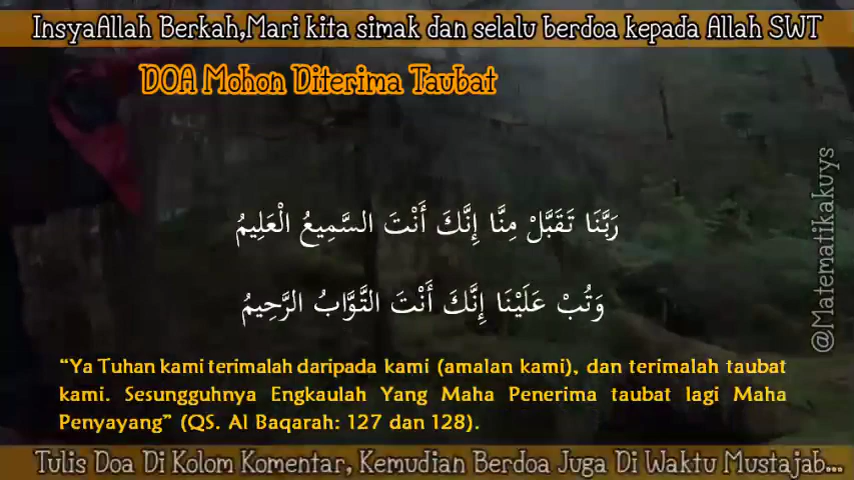 InsyaAllah Berkah,Mari kita simak dan selalu berdoa kepada Allah SWT
DOA Mohon Diterima Taubat
رَبَّنَا تَقَبَّلْ مِنَّا إِنَّكَ أَنْتَ السَّمِيعُ الْعَلِيمُ
وَتُبْ عَلَيْنَا إِنَّكَ أَنْتَ التَّوَّابُ الرَّحِيمُ
“Ya Tuhan kami terimalah daripada kami (amalan kami), dan terimalah taubat
kami. Sesungguhnya Engkaulah Yang Maha Penerima taubat lagi Maha
Penyayang” (QS. Al Baqarah: 127 dan 128).
@Matematikakuys
Tulis Doa Di Kolom Komentar, Kemudian Berdoa Juga Di Waktu Mustajab...